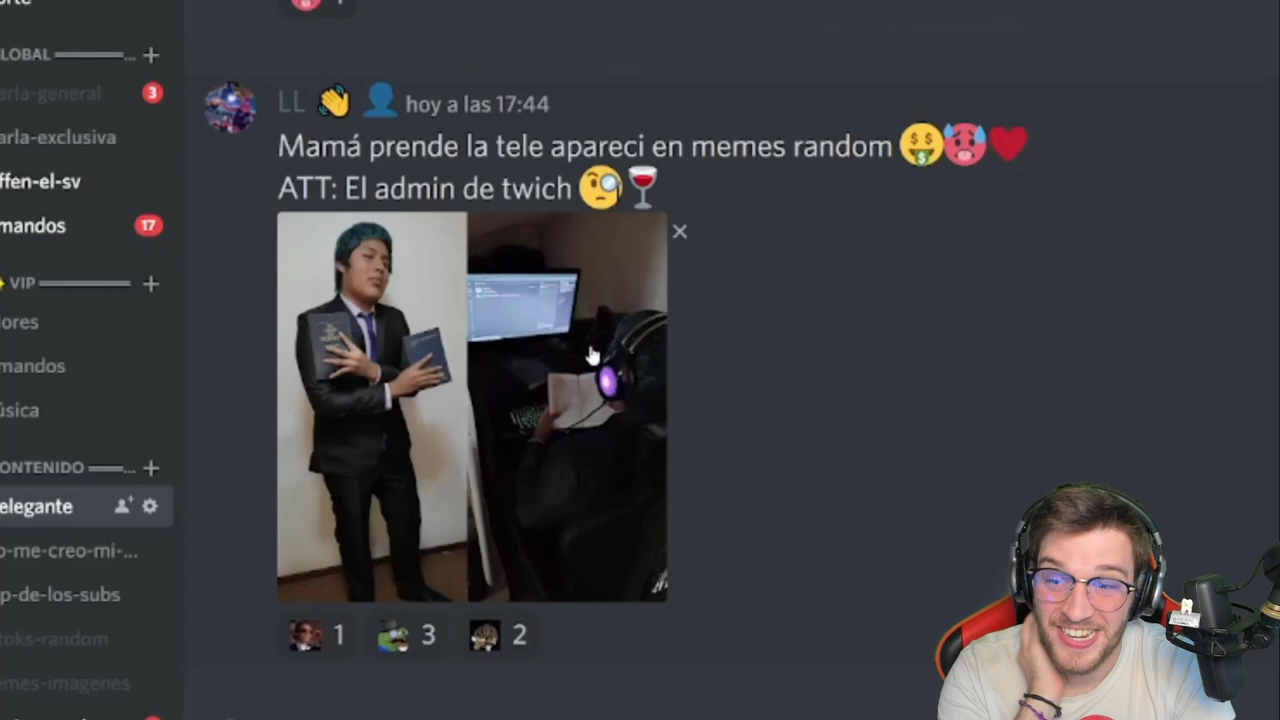 LOBAL
arla-general
3
arla-exclusiva
ffen-el-sv
mandos
17
VIP
ores
mandos
úsica
ONTENIDO
elegante
o-me-creo-mi-...
p-de-los-subs
toks-random
emes-imagenes
LL 👋 👤 hoy a las 17:44
Mamá prende la tele apareci en memes random 🤑🥵♥️
ATT: El admin de twich 🧐🍷
1
3
2